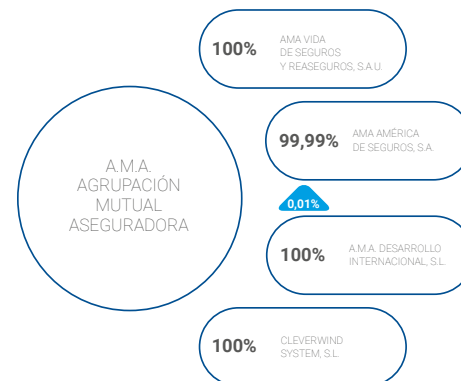 100%
AMA VIDA
DE SEGUROS
Y REASEGUROS, S.A.U.
99,99%
AMA AMÉRICA
DE SEGUROS, S.A.
A.M.A.
AGRUPACIÓN
MUTUAL
ASEGURADORA
0,01%
100%
A.M.A. DESARROLLO
INTERNACIONAL, S.L.
100%
CLEVERWIND
SYSTEM, S.L.